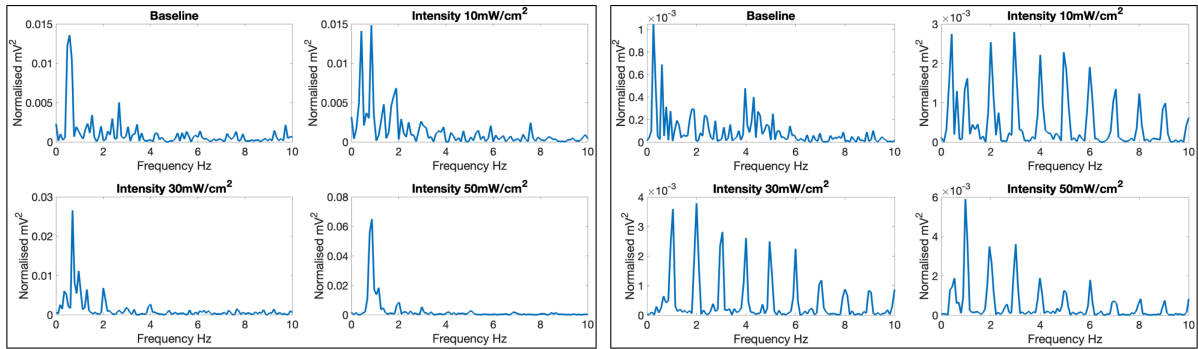 Baseline
Normalised mV²
0.015
0.01
0.005
0
0 2 4 6 8 10
Frequency Hz
Intensity 10mW/cm²
Normalised mV²
0.015
0.01
0.005
0
0 2 4 6 8 10
Frequency Hz
Intensity 30mW/cm²
Normalised mV²
0.03
0.02
0.01
0
0 2 4 6 8 10
Frequency Hz
Intensity 50mW/cm²
Normalised mV²
0.08
0.06
0.04
0.02
0
0 2 4 6 8 10
Frequency Hz
×10⁻³
Baseline
Normalised mV²
1
0.8
0.6
0.4
0.2
0
0 2 4 6 8 10
Frequency Hz
×10⁻³
Intensity 10mW/cm²
Normalised mV²
3
2
1
0
0 2 4 6 8 10
Frequency Hz
×10⁻³
Intensity 30mW/cm²
Normalised mV²
4
3
2
1
0
0 2 4 6 8 10
Frequency Hz
×10⁻³
Intensity 50mW/cm²
Normalised mV²
6
4
2
0
0 2 4 6 8 10
Frequency Hz